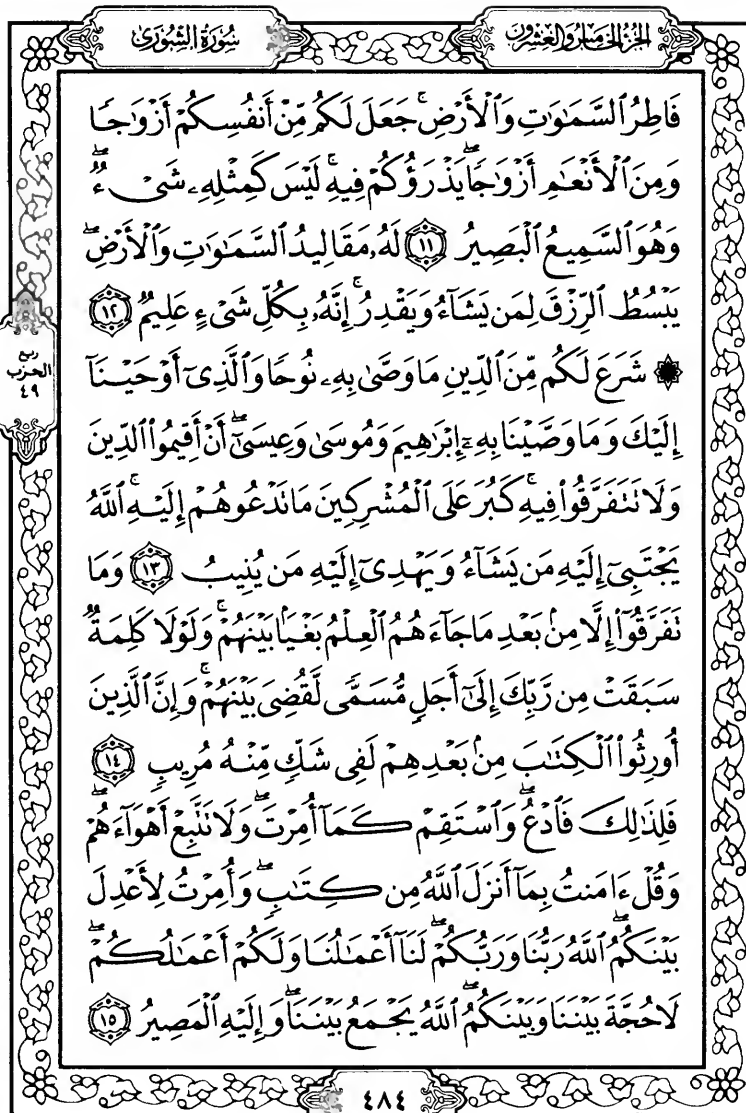 سُورَةُ الشُّورَىٰ
الجُزْءُ الخَامِسُ وَالعِشْرُونَ
فَاطِرُ ٱلسَّمَـٰوَٰتِ وَٱلْأَرْضِ ۚ جَعَلَ لَكُم مِّنْ أَنفُسِكُمْ أَزْوَٰجًا
وَمِنَ ٱلْأَنْعَـٰمِ أَزْوَٰجًا ۖ يَذْرَؤُكُمْ فِيهِ ۚ لَيْسَ كَمِثْلِهِۦ شَىْءٌ ۖ
وَهُوَ ٱلسَّمِيعُ ٱلْبَصِيرُ ١١ لَهُۥ مَقَالِيدُ ٱلسَّمَـٰوَٰتِ وَٱلْأَرْضِ ۖ
يَبْسُطُ ٱلرِّزْقَ لِمَن يَشَآءُ وَيَقْدِرُ ۚ إِنَّهُۥ بِكُلِّ شَىْءٍ عَلِيمٌ ١٢
۞ شَرَعَ لَكُم مِّنَ ٱلدِّينِ مَا وَصَّىٰ بِهِۦ نُوحًا وَٱلَّذِىٓ أَوْحَيْنَآ
إِلَيْكَ وَمَا وَصَّيْنَا بِهِۦٓ إِبْرَٰهِيمَ وَمُوسَىٰ وَعِيسَىٰٓ ۖ أَنْ أَقِيمُوا۟ ٱلدِّينَ
وَلَا تَتَفَرَّقُوا۟ فِيهِ ۚ كَبُرَ عَلَى ٱلْمُشْرِكِينَ مَا تَدْعُوهُمْ إِلَيْهِ ۚ ٱللَّهُ
يَجْتَبِىٓ إِلَيْهِ مَن يَشَآءُ وَيَهْدِىٓ إِلَيْهِ مَن يُنِيبُ ١٣ وَمَا
تَفَرَّقُوٓا۟ إِلَّا مِنۢ بَعْدِ مَا جَآءَهُمُ ٱلْعِلْمُ بَغْيًۢا بَيْنَهُمْ ۚ وَلَوْلَا كَلِمَةٌ
سَبَقَتْ مِن رَّبِّكَ إِلَىٰٓ أَجَلٍ مُّسَمًّى لَّقُضِىَ بَيْنَهُمْ ۚ وَإِنَّ ٱلَّذِينَ
أُورِثُوا۟ ٱلْكِتَـٰبَ مِنۢ بَعْدِهِمْ لَفِى شَكٍّ مِّنْهُ مُرِيبٍ ١٤
فَلِذَٰلِكَ فَٱدْعُ ۖ وَٱسْتَقِمْ كَمَآ أُمِرْتَ ۖ وَلَا تَتَّبِعْ أَهْوَآءَهُمْ ۖ
وَقُلْ ءَامَنتُ بِمَآ أَنزَلَ ٱللَّهُ مِن كِتَـٰبٍ ۖ وَأُمِرْتُ لِأَعْدِلَ
بَيْنَكُمُ ۖ ٱللَّهُ رَبُّنَا وَرَبُّكُمْ ۖ لَنَآ أَعْمَـٰلُنَا وَلَكُمْ أَعْمَـٰلُكُمْ ۖ
لَا حُجَّةَ بَيْنَنَا وَبَيْنَكُمُ ۖ ٱللَّهُ يَجْمَعُ بَيْنَنَا ۖ وَإِلَيْهِ ٱلْمَصِيرُ ١٥
ربع
الحزب
٤٩
٤٨٤